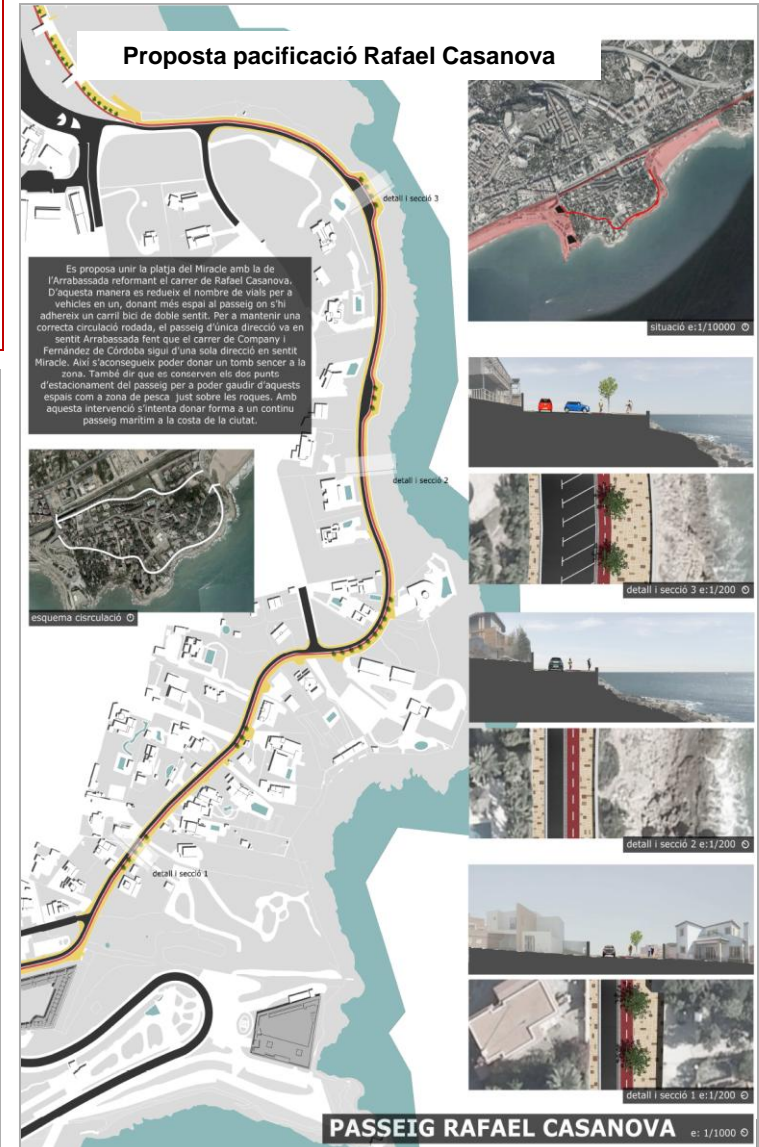 Proposta pacificació Rafael Casanova
detall i secció 3
situació e:1/10000
Es proposa unir la platja del Miracle amb la de
l'Arrabassada reformant el carrer de Rafael Casanova.
D'aquesta manera es redueix el nombre de vials per a
vehicles en un, donant més espai al passeig on s'hi
adhereix un carril bici de doble sentit. Per a mantenir una
correcta circulació rodada, el passeig d'única direcció va en
sentit Arrabassada fent que el carrer de Company i
Fernández de Córdoba sigui d'una sola direcció en sentit
Miracle. Així s'aconsegueix poder donar un tomb sencer a la
zona. També dir que es conserven els dos punts
d'estacionament del passeig per a poder gaudir d'aquests
espais com a zona de pesca just sobre les roques. Amb
aquesta intervenció s'intenta donar forma a un continu
passeig marítim a la costa de la ciutat.
detall i secció 2
esquema cisrculació
detall i secció 3 e:1/200
detall i secció 2 e:1/200
detall i secció 1
detall i secció 1 e:1/200
PASSEIG RAFAEL CASANOVA e: 1/1000